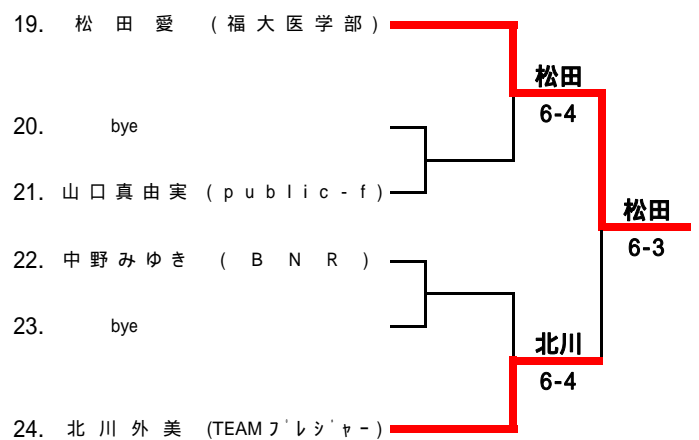 19. 松田愛 (福大医学部)
松田
6-4
20. bye
21. 山口真由実 (public-f)
松田
6-3
22. 中野みゆき (BNR)
23. bye
北川
6-4
24. 北川外美 (TEAMﾌﾟﾚｼﾞｬｰ)